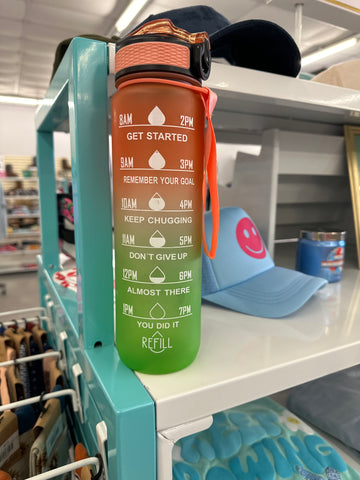 8AM 2PM
GET STARTED
9AM 3PM
REMEMBER YOUR GOAL
10AM 4PM
KEEP CHUGGING
11AM 5PM
DON'T GIVE UP
12PM 6PM
ALMOST THERE
1PM 7PM
YOU DID IT
REFILL